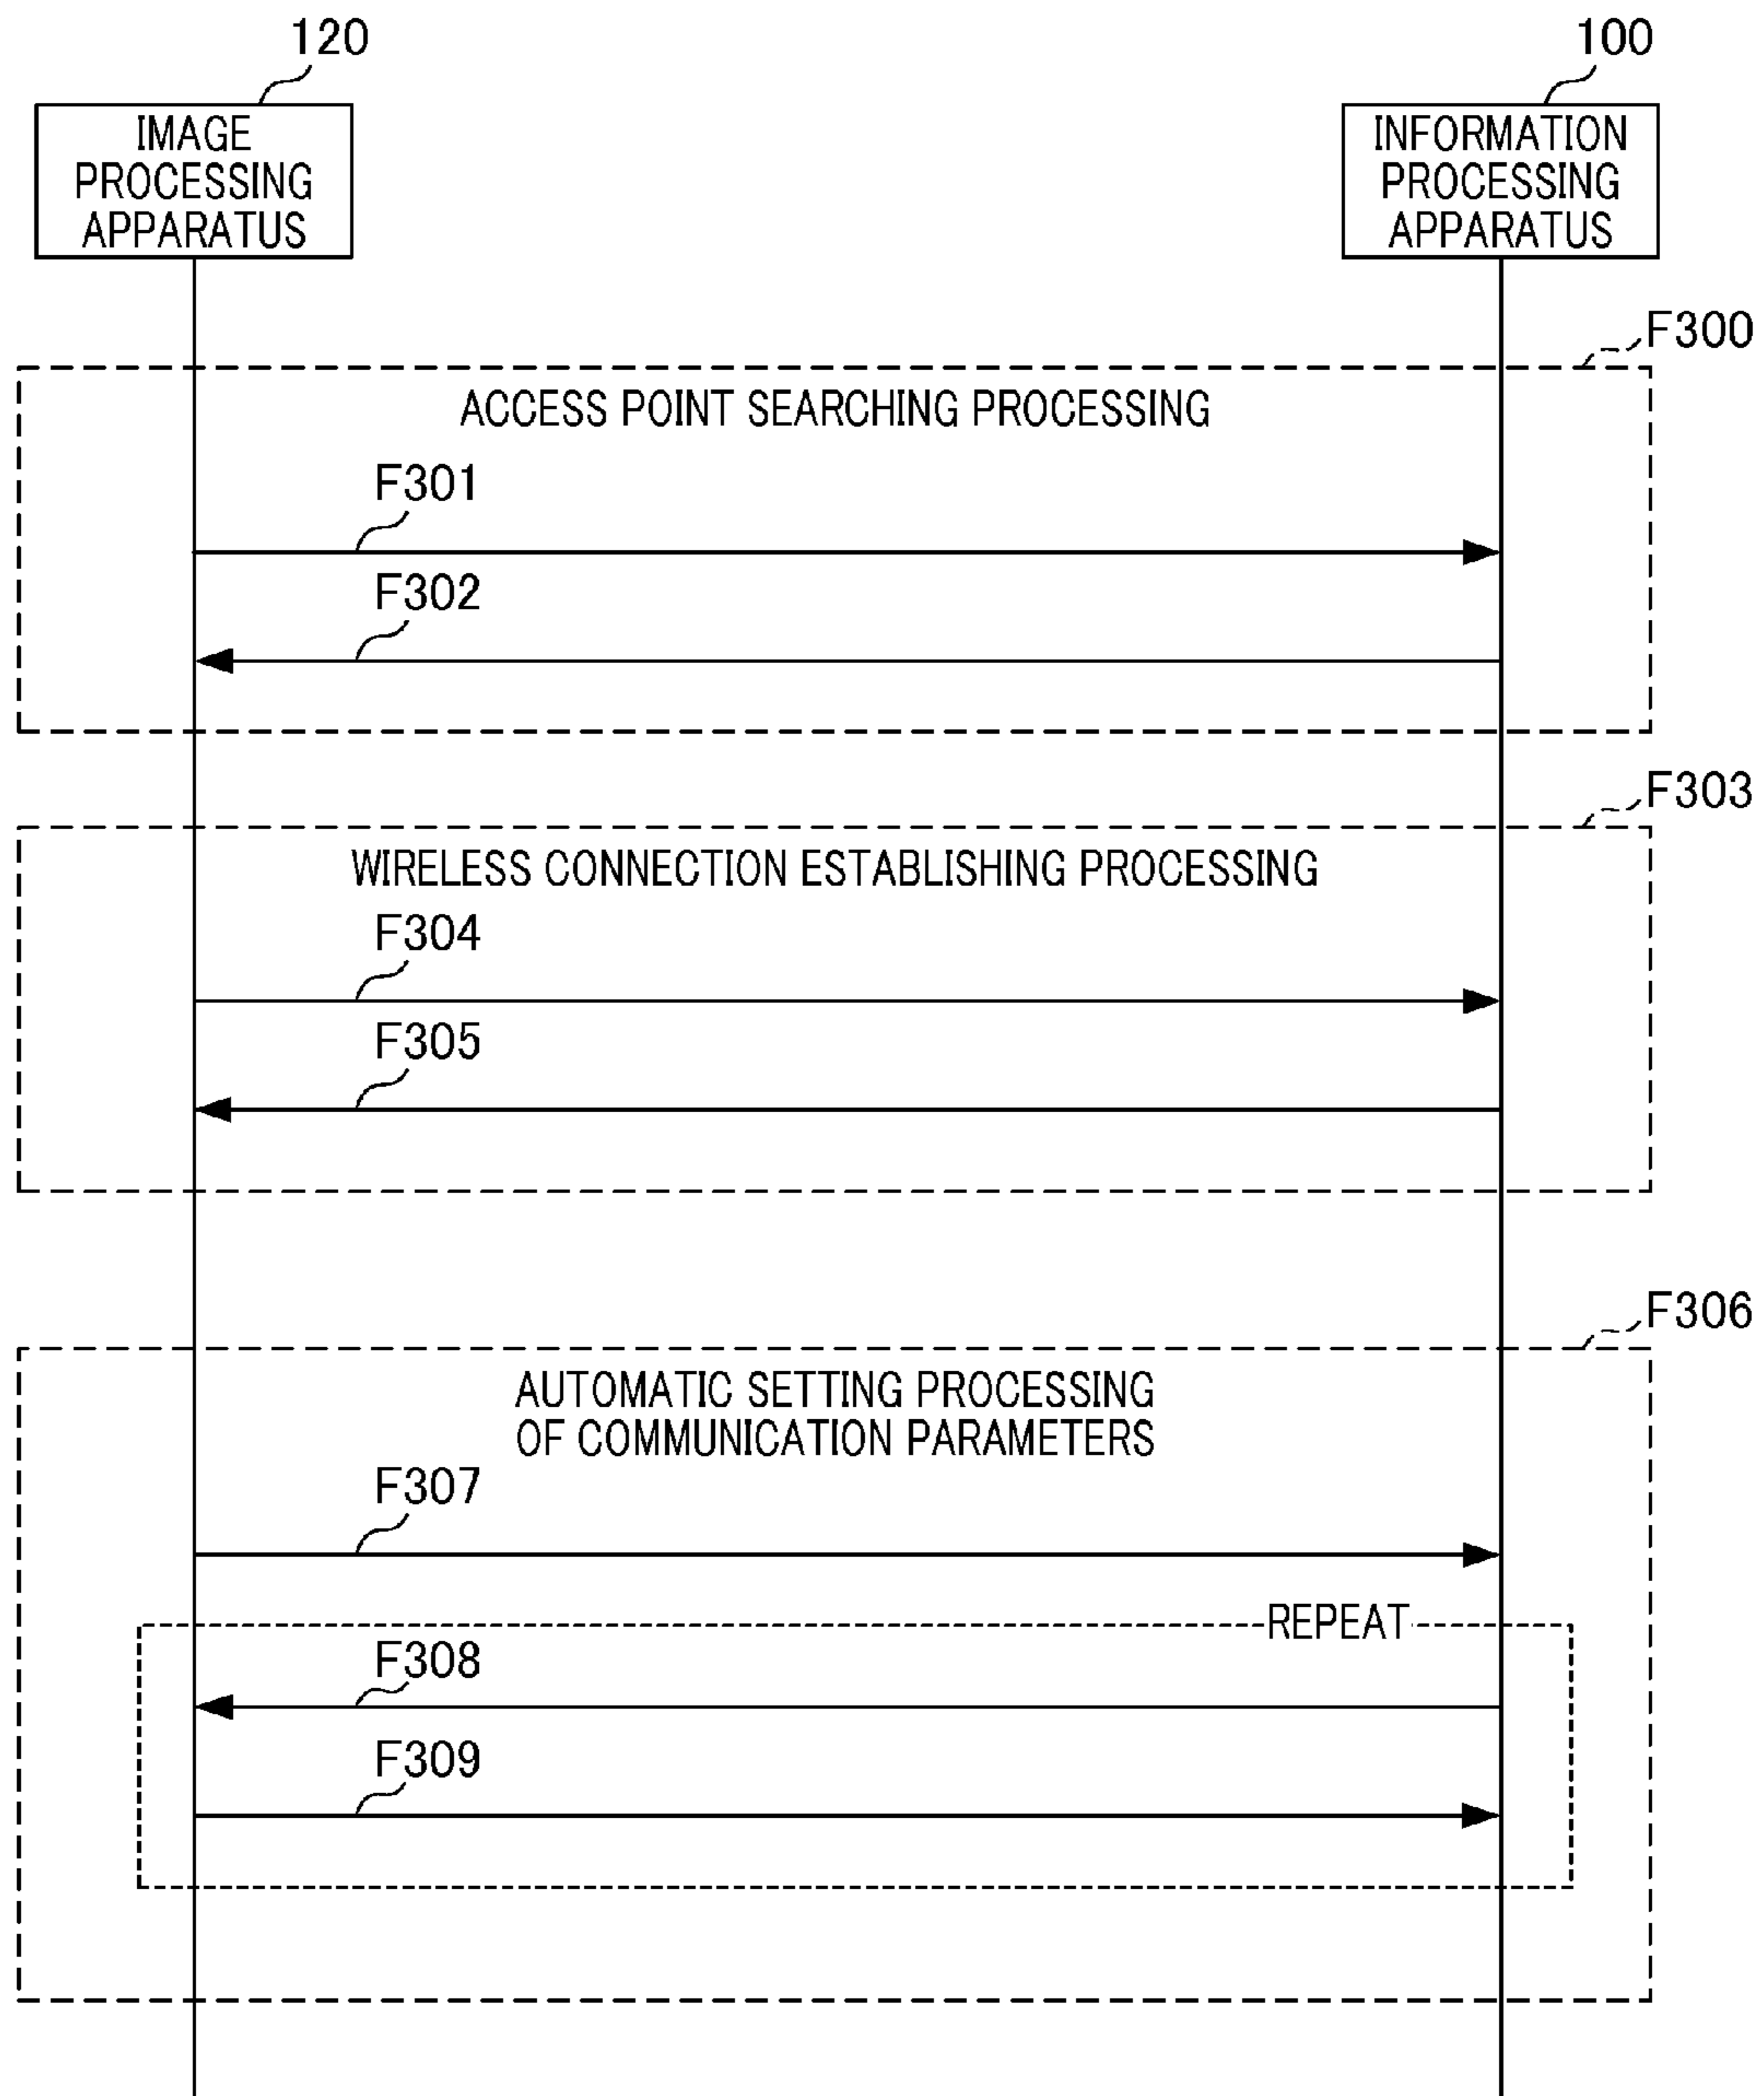 120
100
IMAGE
PROCESSING
APPARATUS
INFORMATION
PROCESSING
APPARATUS
F300
ACCESS POINT SEARCHING PROCESSING
F301
F302
F303
WIRELESS CONNECTION ESTABLISHING PROCESSING
F304
F305
F306
AUTOMATIC SETTING PROCESSING
OF COMMUNICATION PARAMETERS
F307
REPEAT
F308
F309